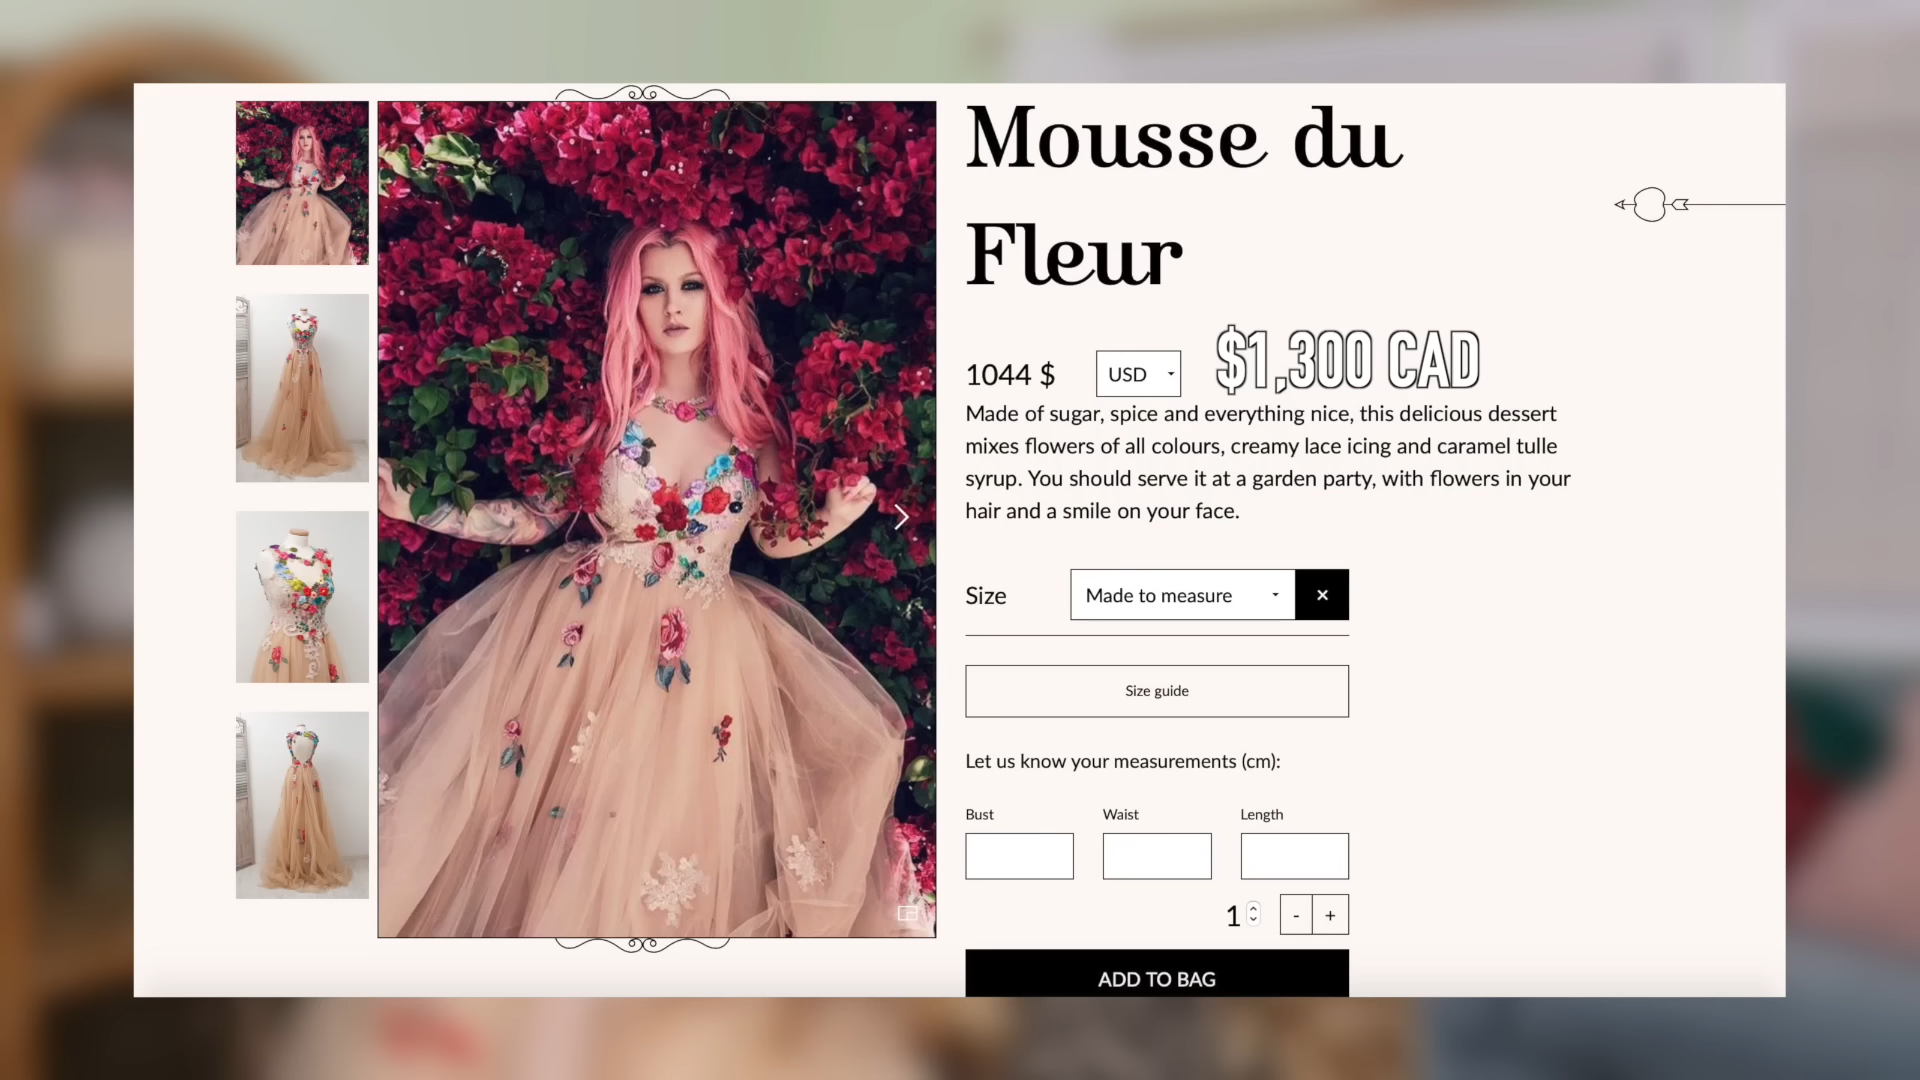 Mousse du
Fleur
1044 $
USD
$1,300 CAD
Made of sugar, spice and everything nice, this delicious dessert
mixes flowers of all colours, creamy lace icing and caramel tulle
syrup. You should serve it at a garden party, with flowers in your
hair and a smile on your face.
Size
Made to measure
×
Size guide
Let us know your measurements (cm):
Bust Waist Length
1 - +
ADD TO BAG